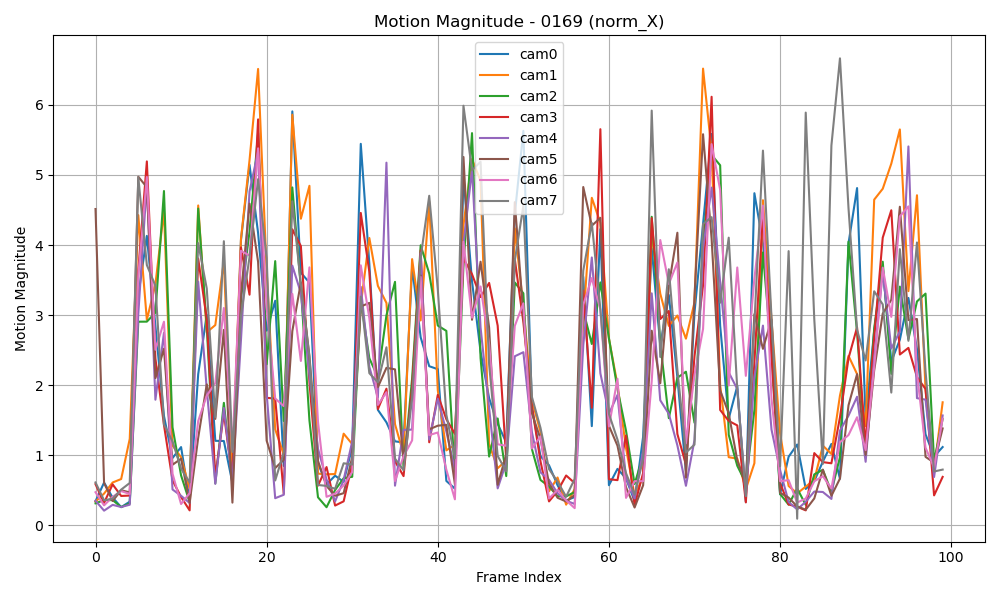 Motion Magnitude - 0169 (norm_X)
cam0
cam1
cam2
cam3
cam4
cam5
cam6
cam7
Motion Magnitude
6
5
4
3
2
1
0
0 20 40 60 80 100
Frame Index